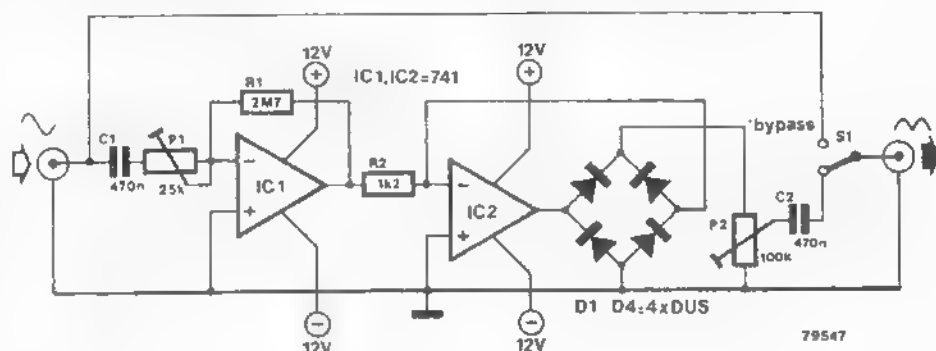 12V
+
IC1, IC2=741
12V
+
R1
2M7
'bypass
S1
C1
470n
P1
25k
−
IC1
+
R2
1k2
−
IC2
+
P2
100K
C2
470n
−
12V
−
12V
D1 D4=4xDUS
79547